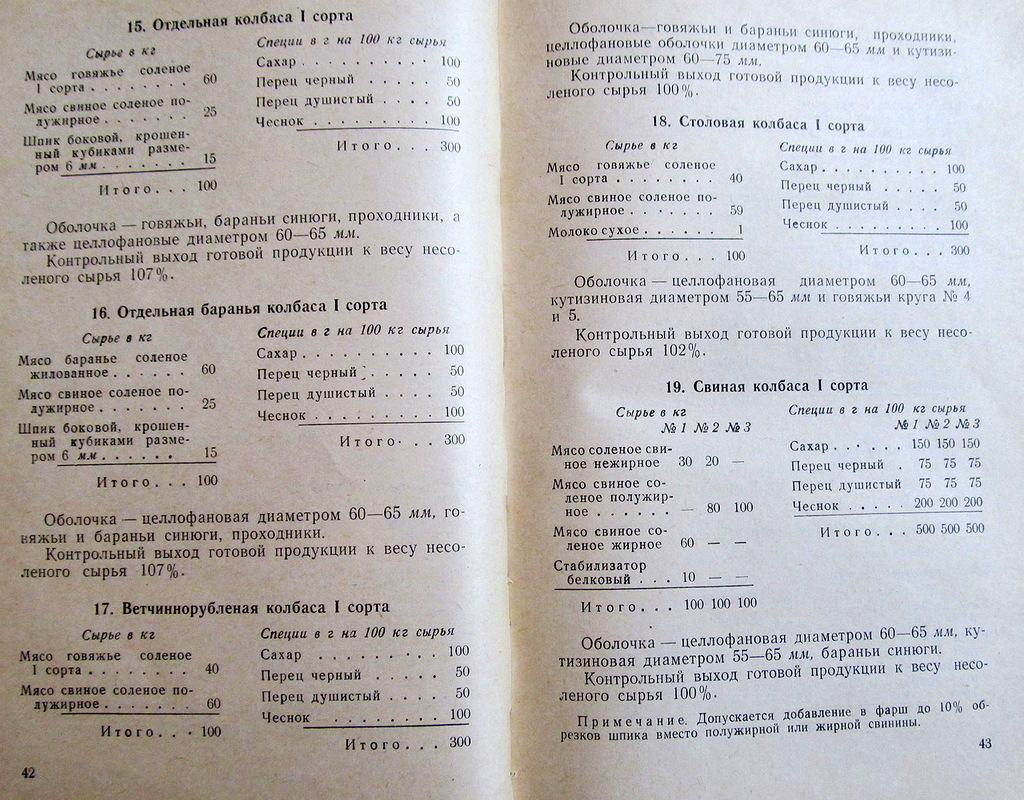 15. Отдельная колбаса I сорта
Сырье в кг
Мясо говяжье соленое
I сорта . . . . . . . . 60
Мясо свиное соленое по-
лужирное . . . . . . . 25
Шпик боковой, крошен-
ный кубиками разме-
ром 6 мм . . . . . . . 15
Итого. . . 100
Специи в г на 100 кг сырья
Сахар . . . . . . . . . . 100
Перец черный . . . . . 50
Перец душистый . . . . 50
Чеснок . . . . . . . . . 100
Итого. . . 300
Оболочка — говяжьи, бараньи синюги, проходники, а
также целлофановые диаметром 60—65 мм.
Контрольный выход готовой продукции к весу несо-
леного сырья 107%.
16. Отдельная баранья колбаса I сорта
Сырье в кг
Мясо баранье соленое
жилованное . . . . . . 60
Мясо свиное соленое по-
лужирное . . . . . . . 25
Шпик боковой, крошен-
ный кубиками разме-
ром 6 мм . . . . . . 15
Итого. . . 100
Специи в г на 100 кг сырья
Сахар . . . . . . . . . . 100
Перец черный . . . . . 50
Перец душистый . . . . 50
Чеснок . . . . . . . . . 100
Итого. . . 300
Оболочка — целлофановая диаметром 60—65 мм, го-
вяжьи и бараньи синюги, проходники.
Контрольный выход готовой продукции к весу несо-
леного сырья 107%.
17. Ветчиннорубленая колбаса I сорта
Сырье в кг
Мясо говяжье соленое
I сорта . . . . . . . . 40
Мясо свиное соленое по-
лужирное . . . . . . . 60
Итого. . . 100
Специи в г на 100 кг сырья
Сахар . . . . . . . . . 100
Перец черный . . . . . 50
Перец душистый . . . . 50
Чеснок . . . . . . . . . 100
Итого. . . 300
42
Оболочка—говяжьи и бараньи синюги, проходники,
целлофановые оболочки диаметром 60—65 мм и кутизи-
новые диаметром 60—75 мм.
Контрольный выход готовой продукции к весу несо-
леного сырья 100%.
18. Столовая колбаса I сорта
Сырье в кг
Мясо говяжье соленое
I сорта . . . . . . . . 40
Мясо свиное соленое по-
лужирное . . . . . . . 59
Молоко сухое . . . . . . 1
Итого. . . 100
Специи в г на 100 кг сырья
Сахар . . . . . . . . . . 100
Перец черный . . . . . 50
Перец душистый . . . . 50
Чеснок . . . . . . . . . 100
Итого. . . 300
Оболочка — целлофановая диаметром 60—65 мм,
кутизиновая диаметром 55—65 мм и говяжьи круга № 4
и 5.
Контрольный выход готовой продукции к весу несо-
леного сырья 102%.
19. Свиная колбаса I сорта
Сырье в кг
№ 1 № 2 № 3
Мясо соленое сви-
ное нежирное 30 20 —
Мясо свиное со-
леное полужир-
ное . . . . . . — 80 100
Мясо свиное со-
леное жирное 60 — —
Стабилизатор
белковый . . . 10 — —
Итого. . . 100 100 100
Специи в г на 100 кг сырья
№ 1 № 2 № 3
Сахар . . . . . . 150 150 150
Перец черный . 75 75 75
Перец душистый 75 75 75
Чеснок . . . . . 200 200 200
Итого. . . 500 500 500
Оболочка — целлофановая диаметром 60—65 мм, ку-
тизиновая диаметром 55—65 мм, бараньи синюги.
Контрольный выход готовой продукции к весу несо-
леного сырья 100%.
Примечание. Допускается добавление в фарш до 10% об-
резков шпика вместо полужирной или жирной свинины.
43